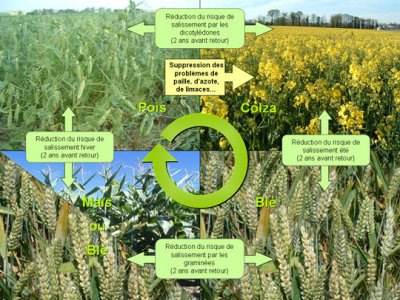 Réduction du risque de
salissement par les
dicotylédones
(2 ans avant retour)
Suppression des
problèmes de
paille, d'azote,
de limaces...
Pois
Colza
Réduction du risque de
salissement hiver
(2 ans avant retour)
Réduction du risque de
salissement été
(2 ans avant retour)
Maïs
ou
Blé
Blé
Réduction du risque de
salissement par les
graminées
(2 ans avant retour)